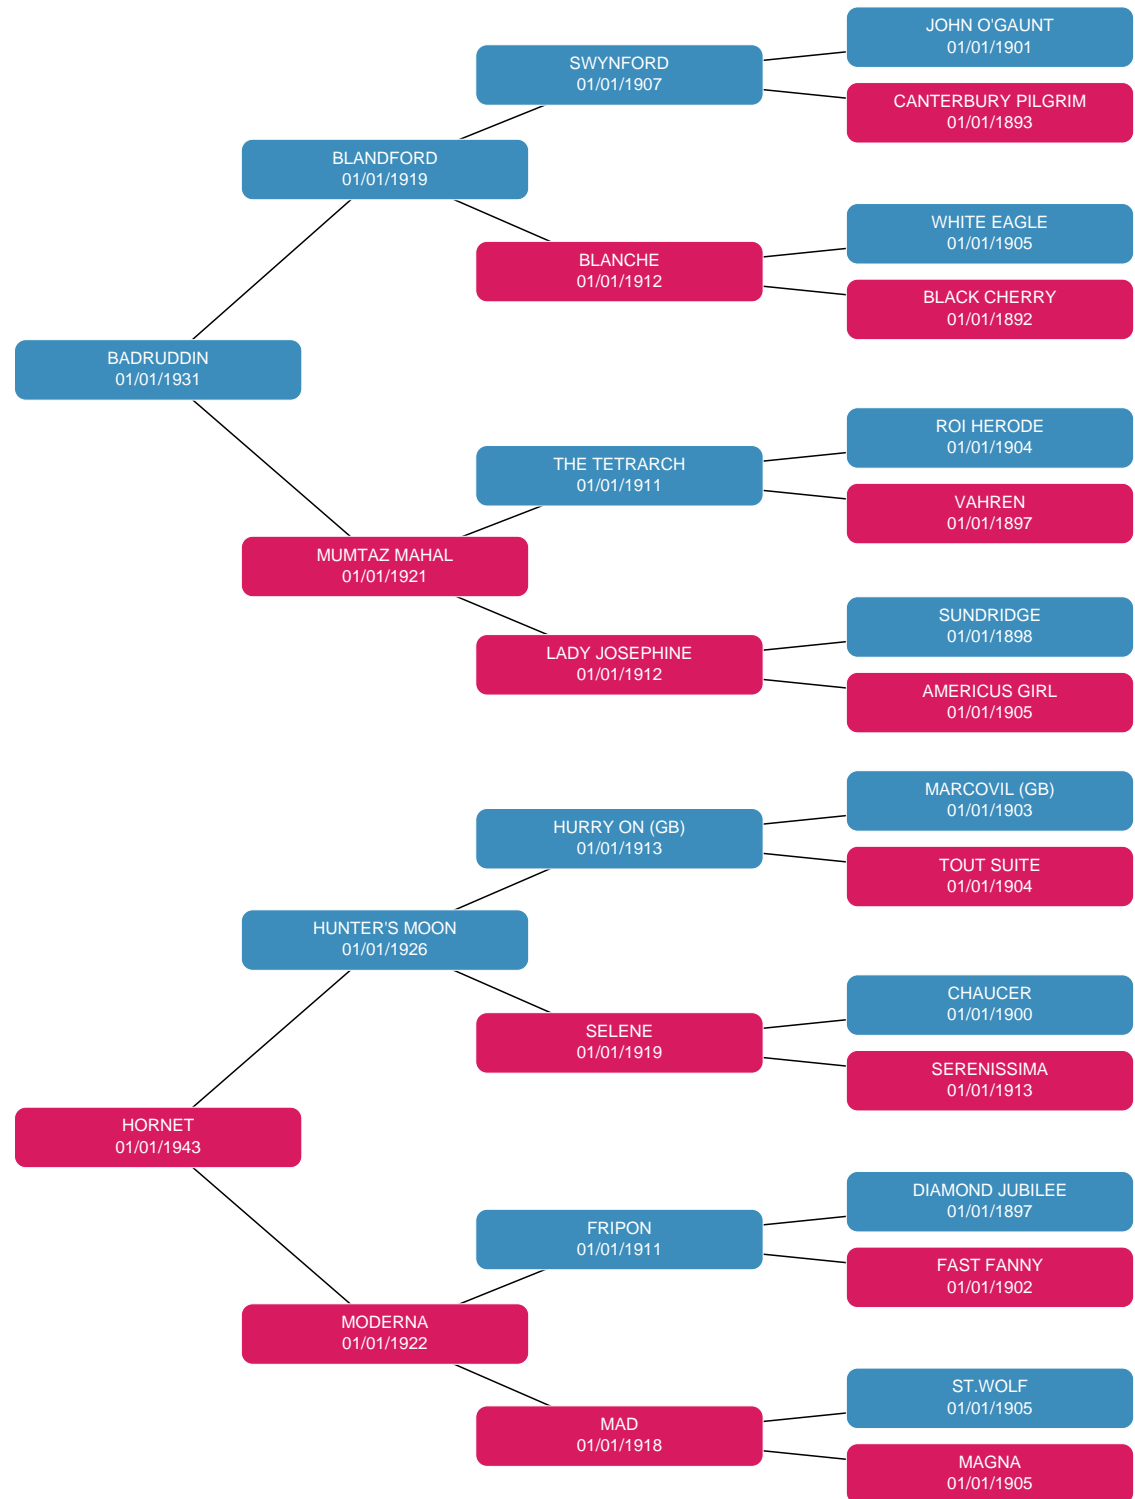 JOHN O'GAUNT
01/01/1901
SWYNFORD
01/01/1907
CANTERBURY PILGRIM
01/01/1893
BLANDFORD
01/01/1919
WHITE EAGLE
01/01/1905
BLANCHE
01/01/1912
BLACK CHERRY
01/01/1892
BADRUDDIN
01/01/1931
ROI HERODE
01/01/1904
THE TETRARCH
01/01/1911
VAHREN
01/01/1897
MUMTAZ MAHAL
01/01/1921
SUNDRIDGE
01/01/1898
LADY JOSEPHINE
01/01/1912
AMERICUS GIRL
01/01/1905
MARCOVIL (GB)
01/01/1903
HURRY ON (GB)
01/01/1913
TOUT SUITE
01/01/1904
HUNTER'S MOON
01/01/1926
CHAUCER
01/01/1900
SELENE
01/01/1919
SERENISSIMA
01/01/1913
HORNET
01/01/1943
DIAMOND JUBILEE
01/01/1897
FRIPON
01/01/1911
FAST FANNY
01/01/1902
MODERNA
01/01/1922
ST.WOLF
01/01/1905
MAD
01/01/1918
MAGNA
01/01/1905